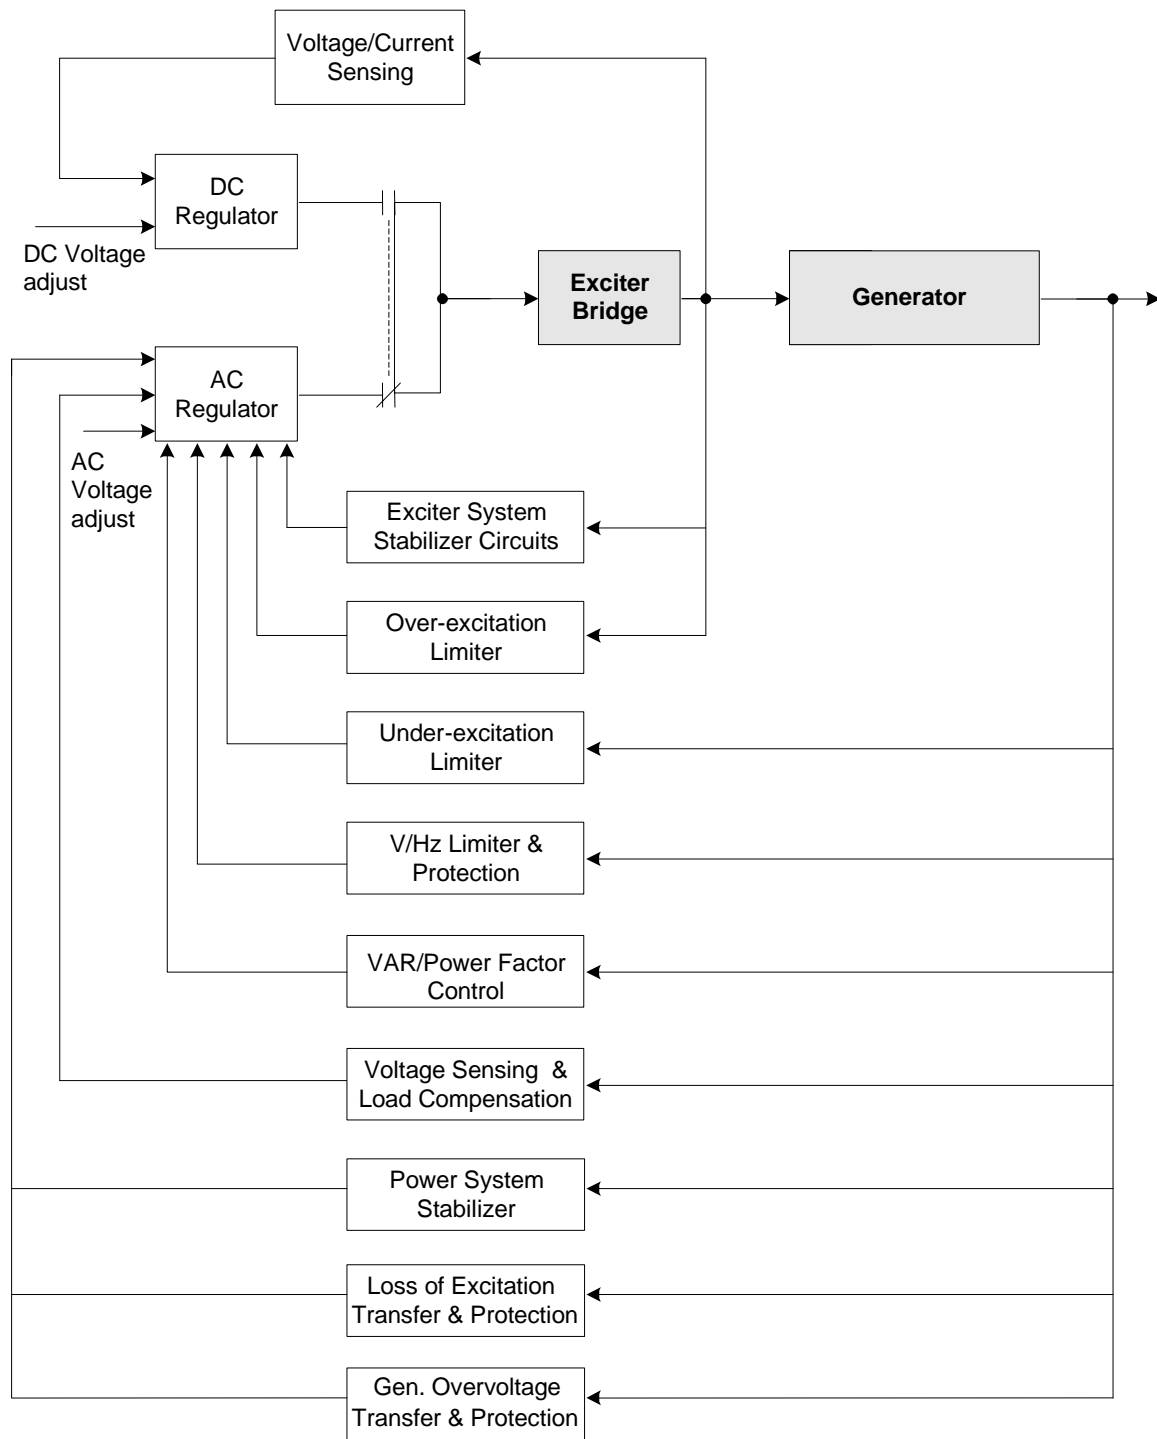 Voltage/Current
Sensing
DC
Regulator
DC Voltage
adjust
Exciter
Bridge
Generator
AC
Regulator
AC
Voltage
adjust
Exciter System
Stabilizer Circuits
Over-excitation
Limiter
Under-excitation
Limiter
V/Hz Limiter &
Protection
VAR/Power Factor
Control
Voltage Sensing &
Load Compensation
Power System
Stabilizer
Loss of Excitation
Transfer & Protection
Gen. Overvoltage
Transfer & Protection